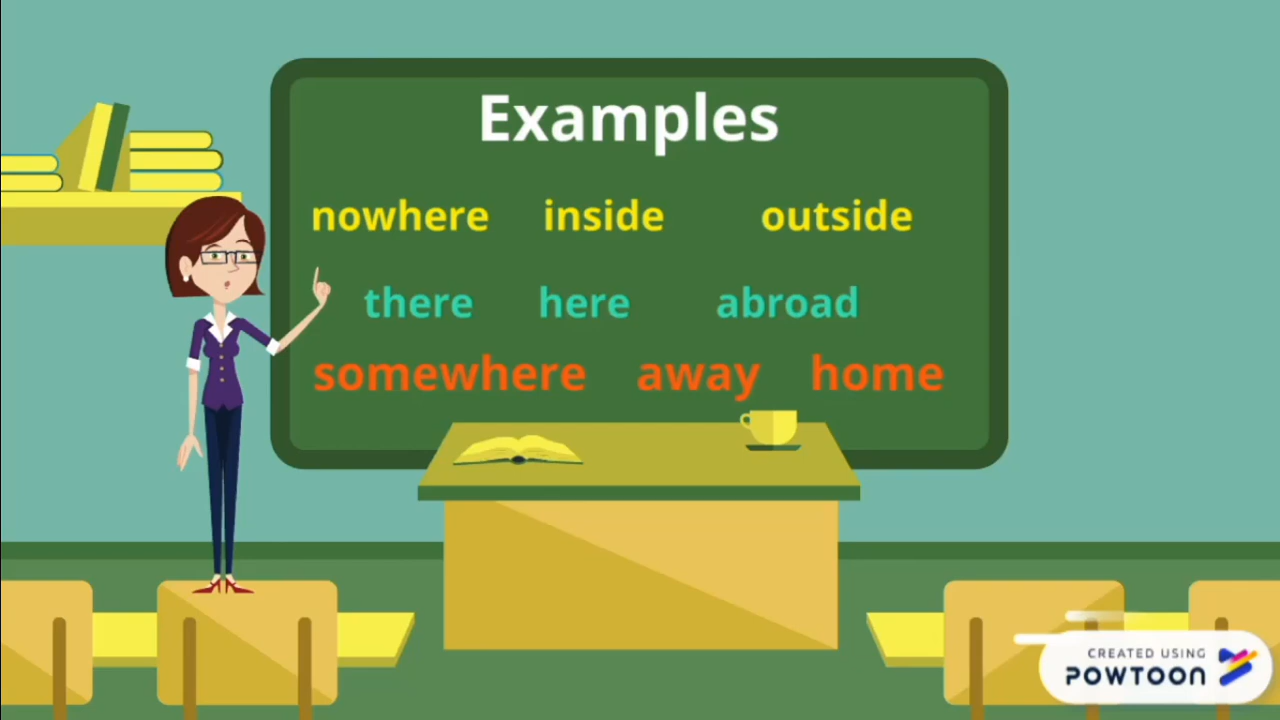 Examples
nowhere inside outside
there here abroad
somewhere away home
CREATED USING
POWTOON